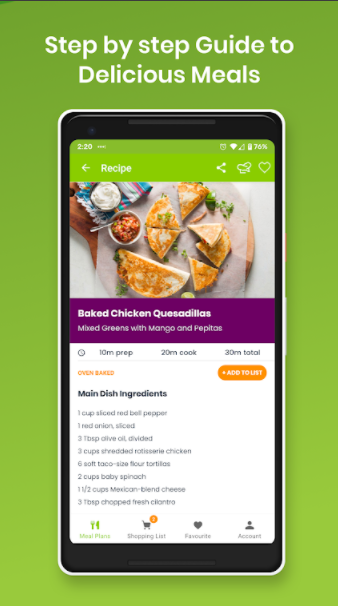 Step by step Guide to
Delicious Meals
2:20
76%
Recipe
Baked Chicken Quesadillas
Mixed Greens with Mango and Pepitas
10m prep 20m cook 30m total
OVEN BAKED + ADD TO LIST
Main Dish Ingredients
1 cup sliced red bell pepper
1 red onion, sliced
3 Tbsp olive oil, divided
3 cups shredded rotisserie chicken
6 soft taco-size flour tortillas
2 cups baby spinach
1 1/2 cups Mexican-blend cheese
3 Tbsp chopped fresh cilantro
Meal Plans Shopping List Favourite Account